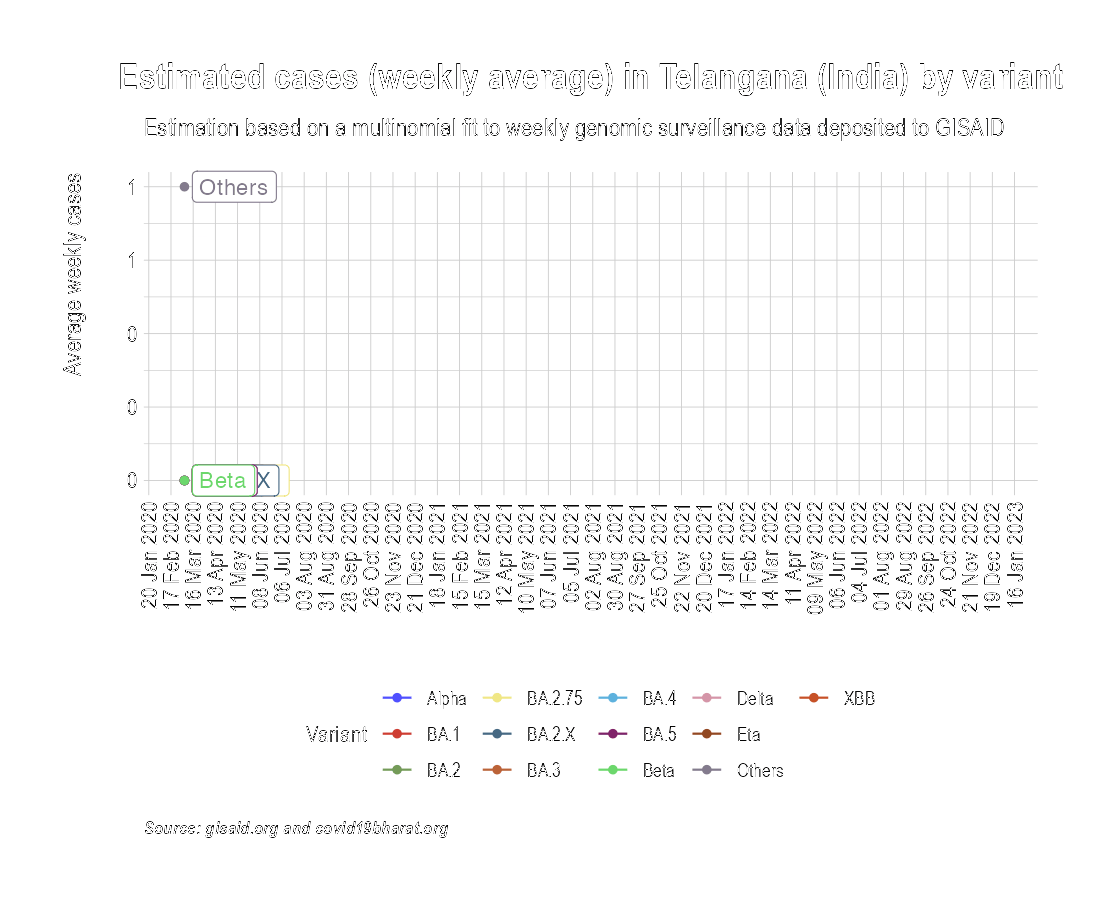 Estimated cases (weekly average) in Telangana (India) by variant
Estimation based on a multinomial fit to weekly genomic surveillance data deposited to GISAID
Average weekly cases
1
1
0
0
0
Others
Beta
X
20 Jan 2020
17 Feb 2020
16 Mar 2020
13 Apr 2020
11 May 2020
08 Jun 2020
06 Jul 2020
03 Aug 2020
31 Aug 2020
28 Sep 2020
26 Oct 2020
23 Nov 2020
21 Dec 2020
18 Jan 2021
15 Feb 2021
15 Mar 2021
12 Apr 2021
10 May 2021
07 Jun 2021
05 Jul 2021
02 Aug 2021
30 Aug 2021
27 Sep 2021
25 Oct 2021
22 Nov 2021
20 Dec 2021
17 Jan 2022
14 Feb 2022
14 Mar 2022
11 Apr 2022
09 May 2022
06 Jun 2022
04 Jul 2022
01 Aug 2022
29 Aug 2022
26 Sep 2022
24 Oct 2022
21 Nov 2022
19 Dec 2022
16 Jan 2023
Variant
Alpha
BA.2.75
BA.4
Delta
XBB
BA.1
BA.2.X
BA.5
Eta
BA.2
BA.3
Beta
Others
Source: gisaid.org and covid19bharat.org